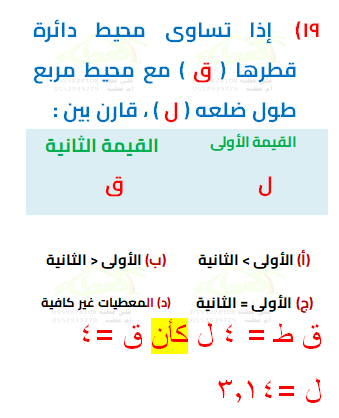 ١٩) إذا تساوى محيط دائرة
قطرها ( ق ) مع محيط مربع
طول ضلعه ( ل ) ، قارن بين :
القيمة الأولى القيمة الثانية
ل ق
(أ) الأولى < الثانية (ب) الأولى > الثانية
(ج) الأولى = الثانية (د) المعطيات غير كافية
ق ط = ٤ ل كأن ق =٤
ل =٣,١٤